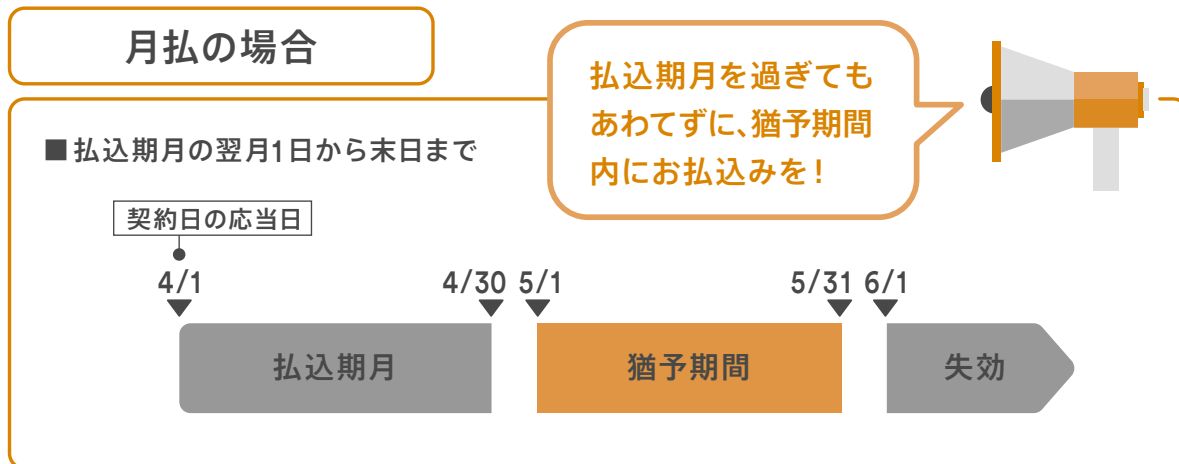 月払の場合
払込期月を過ぎても
あわてずに、猶予期間
内にお払込みを！
■払込期月の翌月1日から末日まで
契約日の応当日
4/1 4/30 5/1 5/31 6/1
払込期月 猶予期間 失効